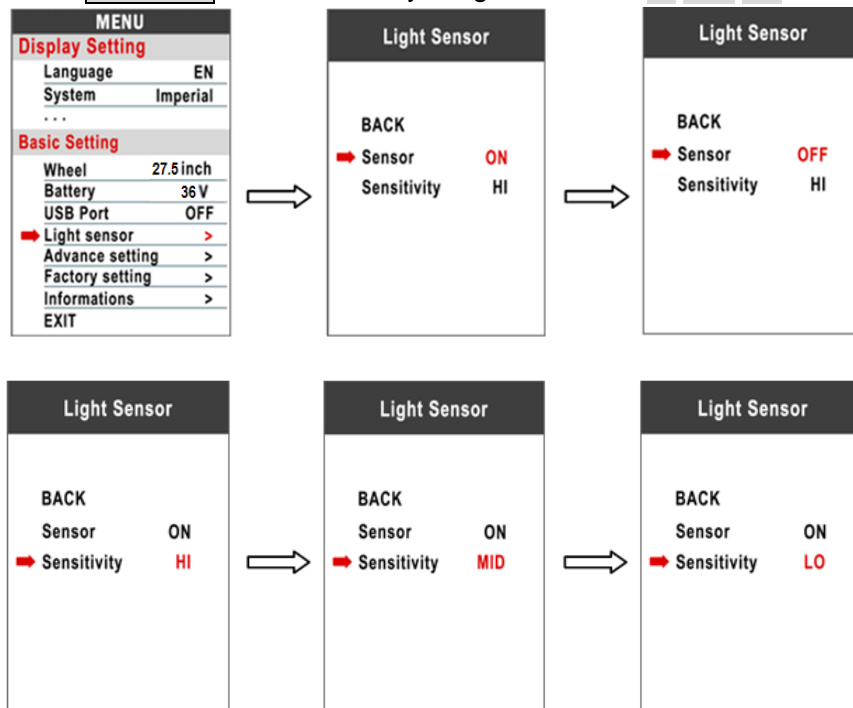 MENU
Display Setting
Language EN
System Imperial
...
Basic Setting
Wheel 27.5 inch
Battery 36 V
USB Port OFF
Light sensor >
Advance setting >
Factory setting >
Informations >
EXIT
Light Sensor
BACK
Sensor ON
Sensitivity HI
Light Sensor
BACK
Sensor OFF
Sensitivity HI
Light Sensor
BACK
Sensor ON
Sensitivity HI
Light Sensor
BACK
Sensor ON
Sensitivity MID
Light Sensor
BACK
Sensor ON
Sensitivity LO